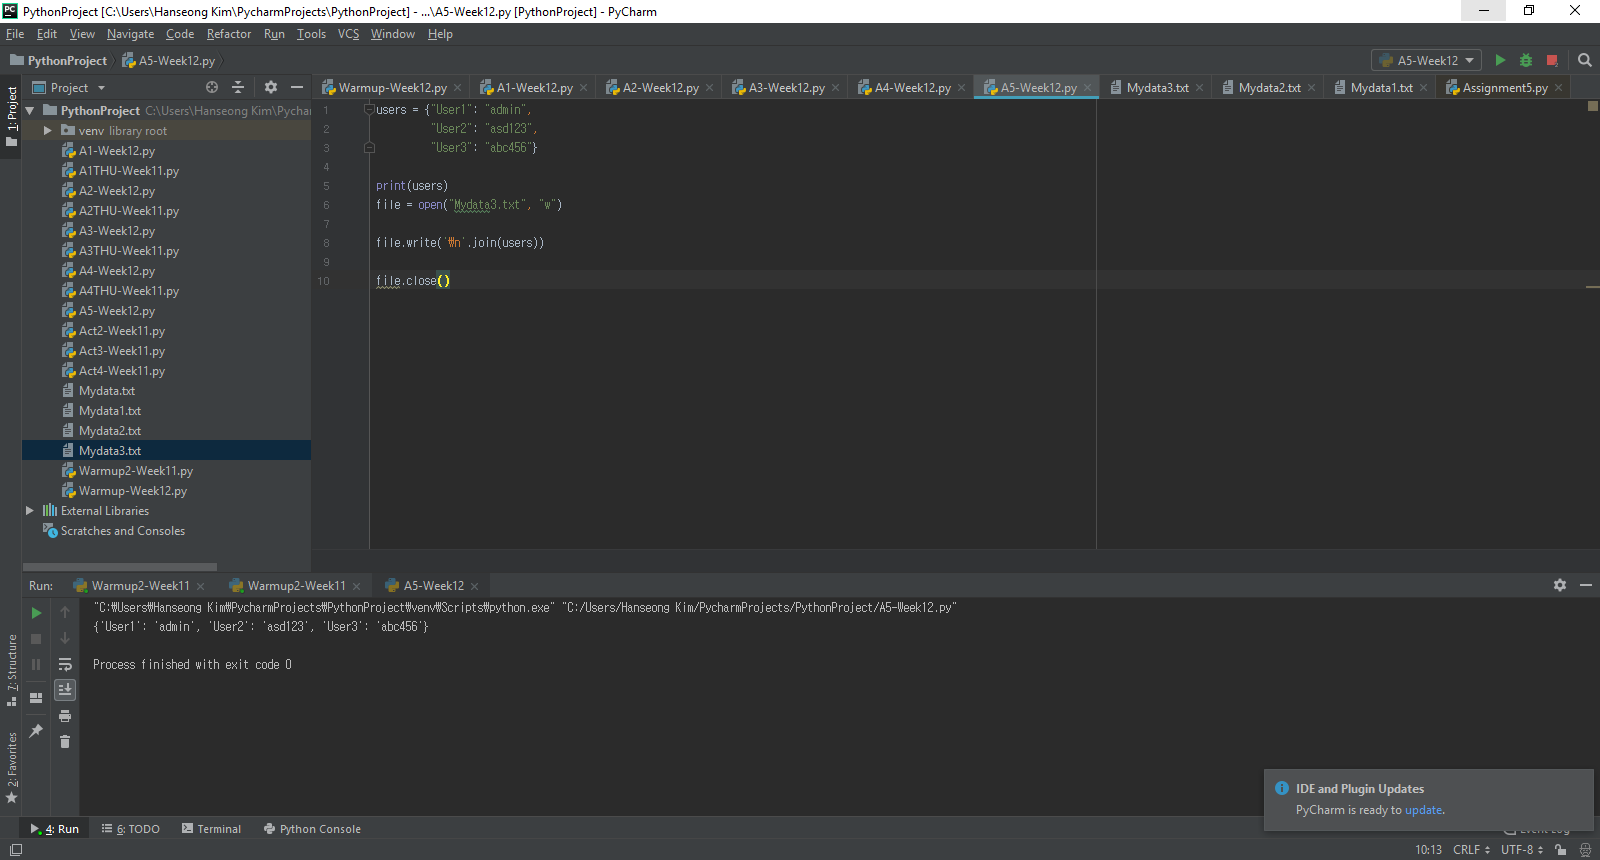 PythonProject [C:\Users\Hanseong Kim\PycharmProjects\PythonProject] - ...\A5-Week12.py [PythonProject] - PyCharm
File Edit View Navigate Code Refactor Run Tools VCS Window Help
PythonProject A5-Week12.py A5-Week12
1: Project
Project
Warmup-Week12.py A1-Week12.py A2-Week12.py A3-Week12.py A4-Week12.py A5-Week12.py Mydata3.txt Mydata2.txt Mydata1.txt Assignment5.py
PythonProject C:\Users\Hanseong Kim\Pychar
venv library root
A1-Week12.py
A1THU-Week11.py
A2-Week12.py
A2THU-Week11.py
A3-Week12.py
A3THU-Week11.py
A4-Week12.py
A4THU-Week11.py
A5-Week12.py
Act2-Week11.py
Act3-Week11.py
Act4-Week11.py
Mydata.txt
Mydata1.txt
Mydata2.txt
Mydata3.txt
Warmup2-Week11.py
Warmup-Week12.py
External Libraries
Scratches and Consoles
1 users = {"User1": "admin",
2 "User2": "asd123",
3 "User3": "abc456"}
4
5 print(users)
6 file = open("Mydata3.txt", "w")
7
8 file.write('₩n'.join(users))
9
10 file.close()
Run: Warmup2-Week11 Warmup2-Week11 A5-Week12
"C:₩Users₩Hanseong Kim₩PycharmProjects₩PythonProject₩venv₩Scripts₩python.exe" "C:/Users/Hanseong Kim/PycharmProjects/PythonProject/A5-Week12.py"
{'User1': 'admin', 'User2': 'asd123', 'User3': 'abc456'}
Process finished with exit code 0
7: Structure
2: Favorites
IDE and Plugin Updates
PyCharm is ready to update.
4: Run 6: TODO Terminal Python Console Event Log
10:13 CRLF UTF-8